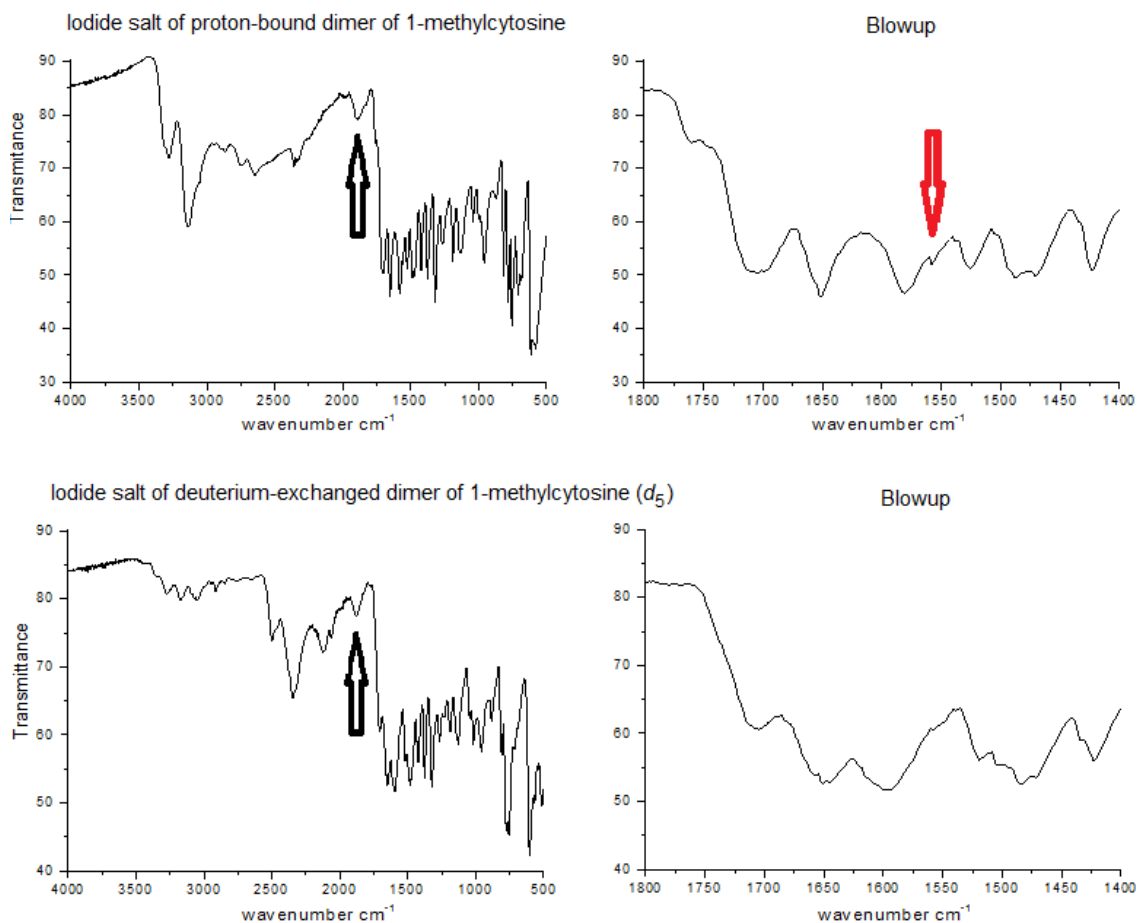 Iodide salt of proton-bound dimer of 1-methylcytosine
Blowup
90
80
70
60
50
40
30
Transmitance
4000 3500 3000 2500 2000 1500 1000 500
wavenumber cm-1
90
80
70
60
50
40
30
1800 1750 1700 1650 1600 1550 1500 1450 1400
wavenumber cm-1
Iodide salt of deuterium-exchanged dimer of 1-methylcytosine (d5)
Blowup
90
80
70
60
50
40
Transmittance
4000 3500 3000 2500 2000 1500 1000 500
wavenumber cm-1
90
80
70
60
50
40
1800 1750 1700 1650 1600 1550 1500 1450 1400
wavenumber cm-1